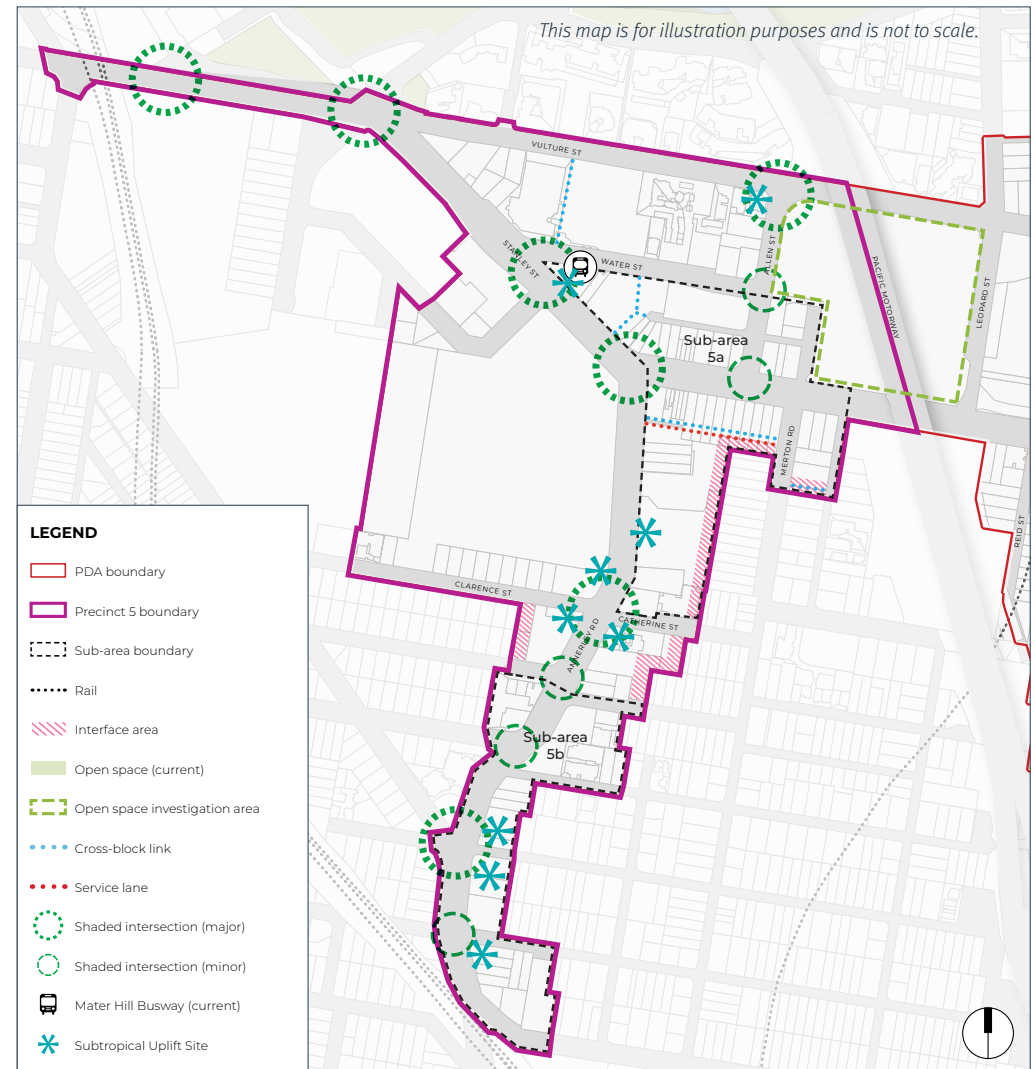 This map is for illustration purposes and is not to scale.
VULTURE ST
STANLEY ST
WATER ST
ALLEN ST
PACIFIC MOTORWAY
LEOPARD ST
Sub-area
5a
MERTON RD
REID ST
CLARENCE ST
CATHERINE ST
ANNERLEY RD
Sub-area
5b
LEGEND
PDA boundary
Precinct 5 boundary
Sub-area boundary
Rail
Interface area
Open space (current)
Open space investigation area
Cross-block link
Service lane
Shaded intersection (major)
Shaded intersection (minor)
Mater Hill Busway (current)
Subtropical Uplift Site